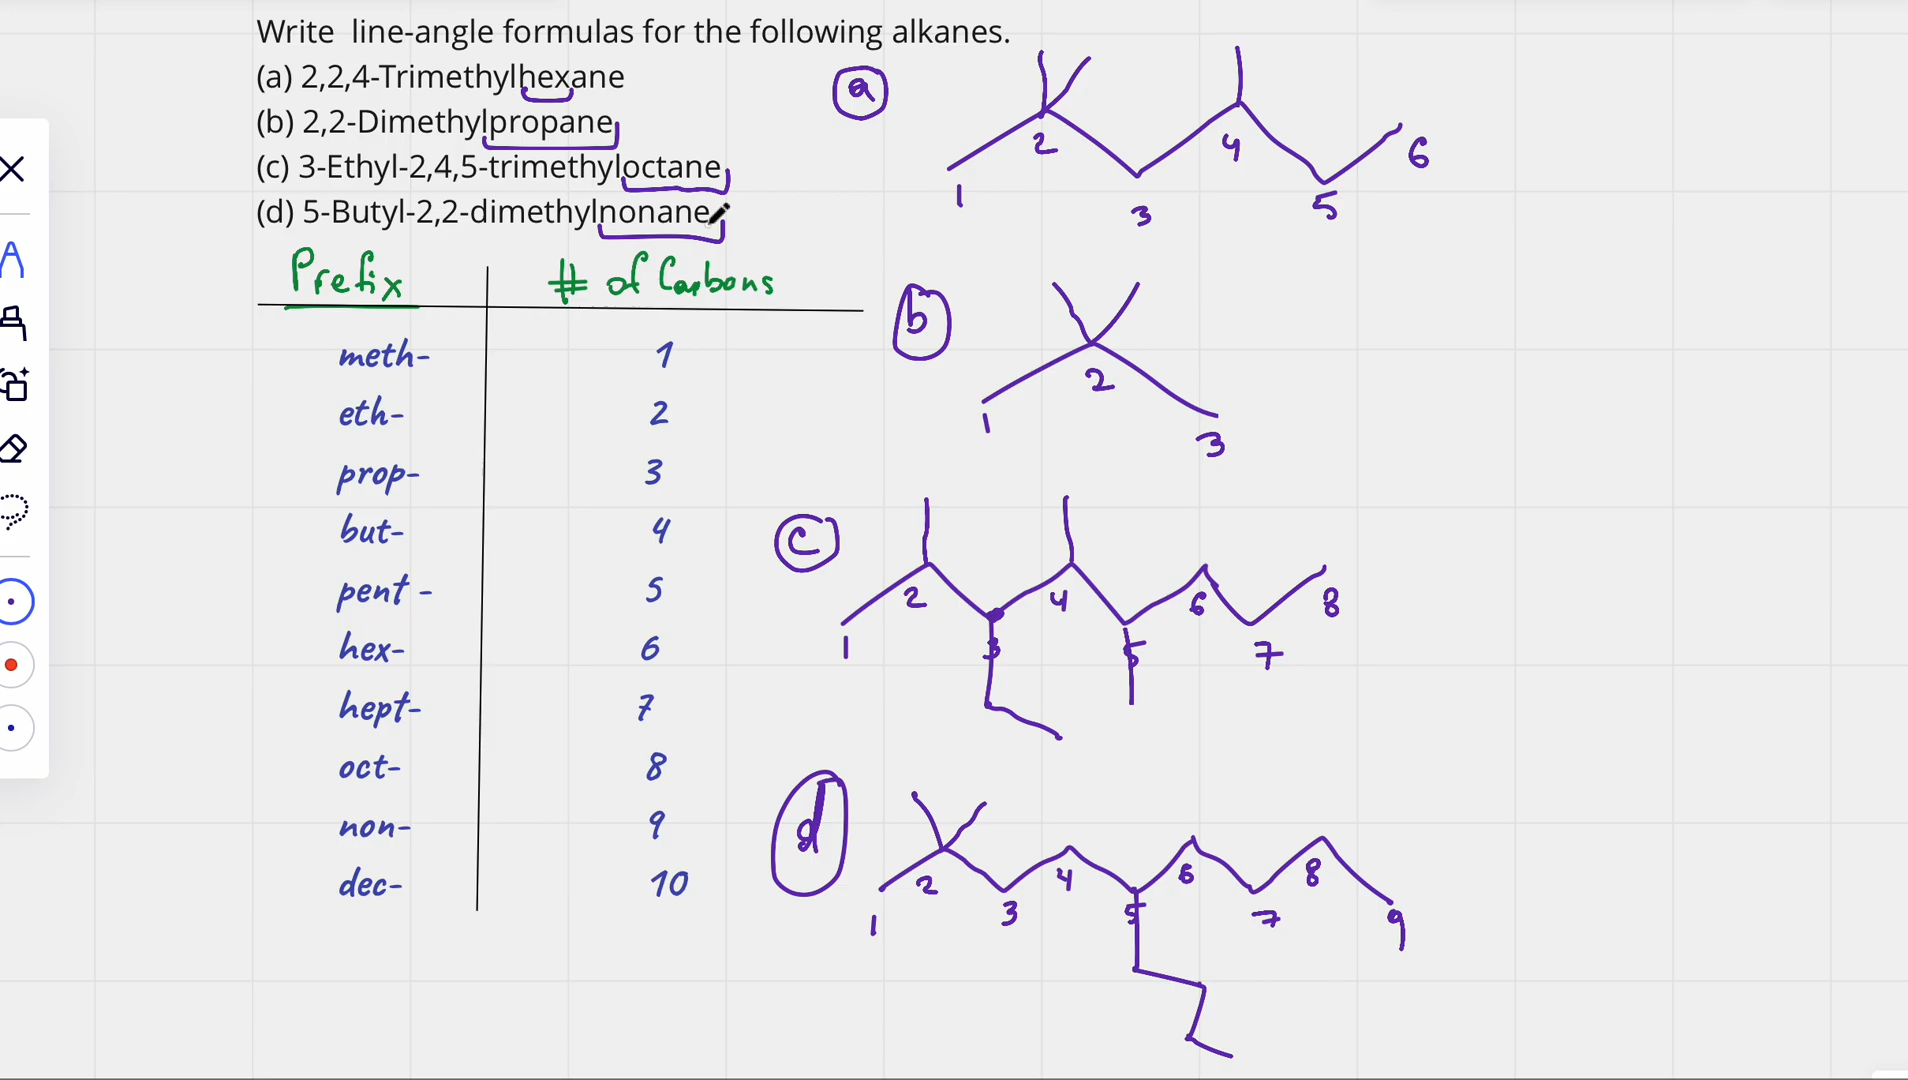 Write line-angle formulas for the following alkanes.
(a) 2,2,4-Trimethylhexane
(b) 2,2-Dimethylpropane
(c) 3-Ethyl-2,4,5-trimethyloctane
(d) 5-Butyl-2,2-dimethylnonane
Prefix # of Carbons
meth- 1
eth- 2
prop- 3
but- 4
pent - 5
hex- 6
hept- 7
oct- 8
non- 9
dec- 10
a
2 4 6
1 3 5
b
2
1 3
c
2 4 6 8
1 3 5 7
d
2 4 6 8
1 3 5 7 9